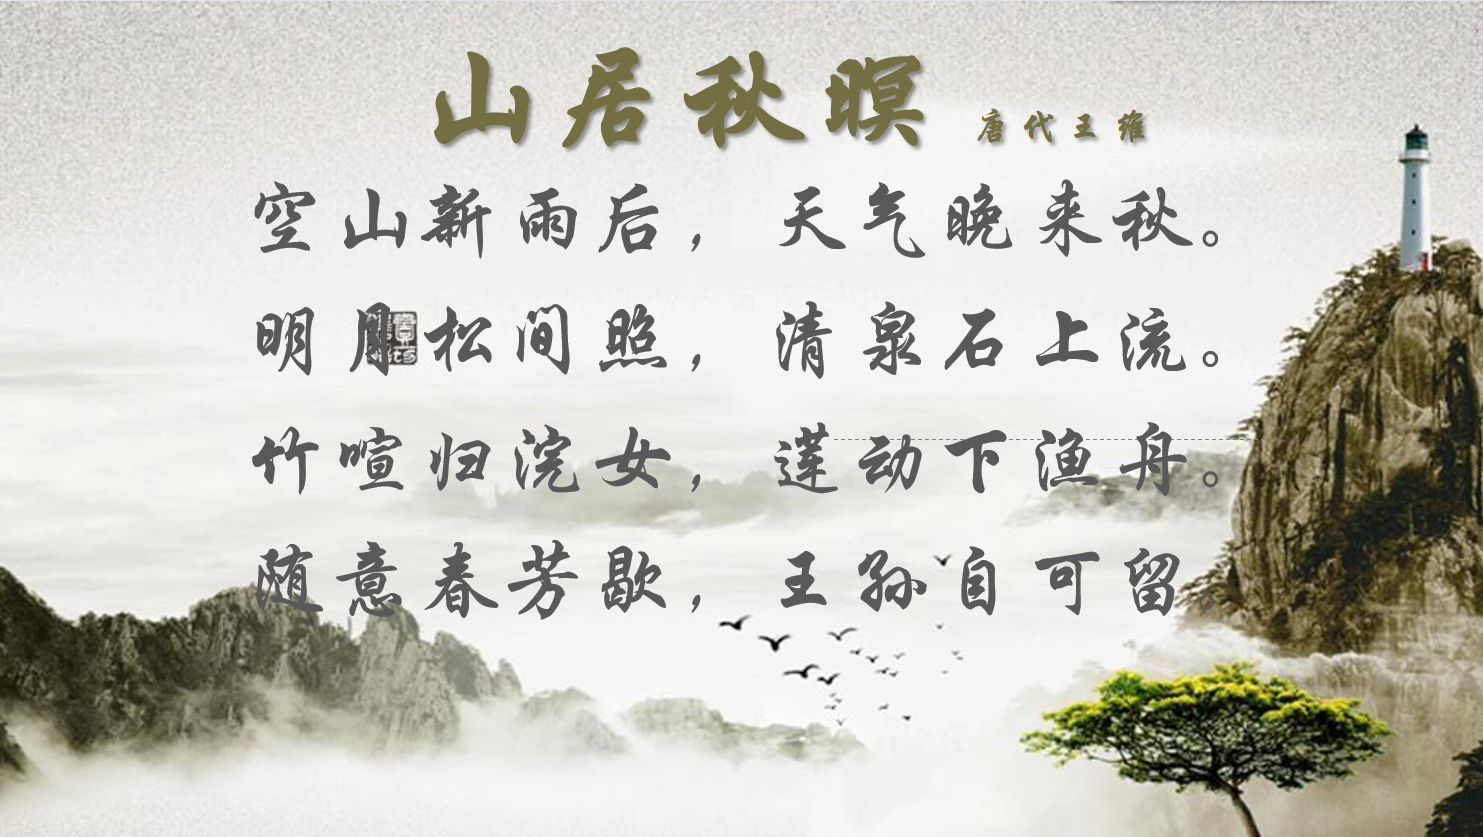 山居秋暝 唐代王维
空山新雨后，天气晚来秋。
明月松间照，清泉石上流。
竹喧归浣女，莲动下渔舟。
随意春芳歇，王孙自可留。